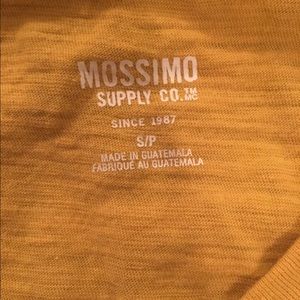 MOSSIMO
SUPPLY CO.™ MC
SINCE 1987
S/P
MADE IN GUATEMALA
FABRIQUÉ AU GUATEMALA